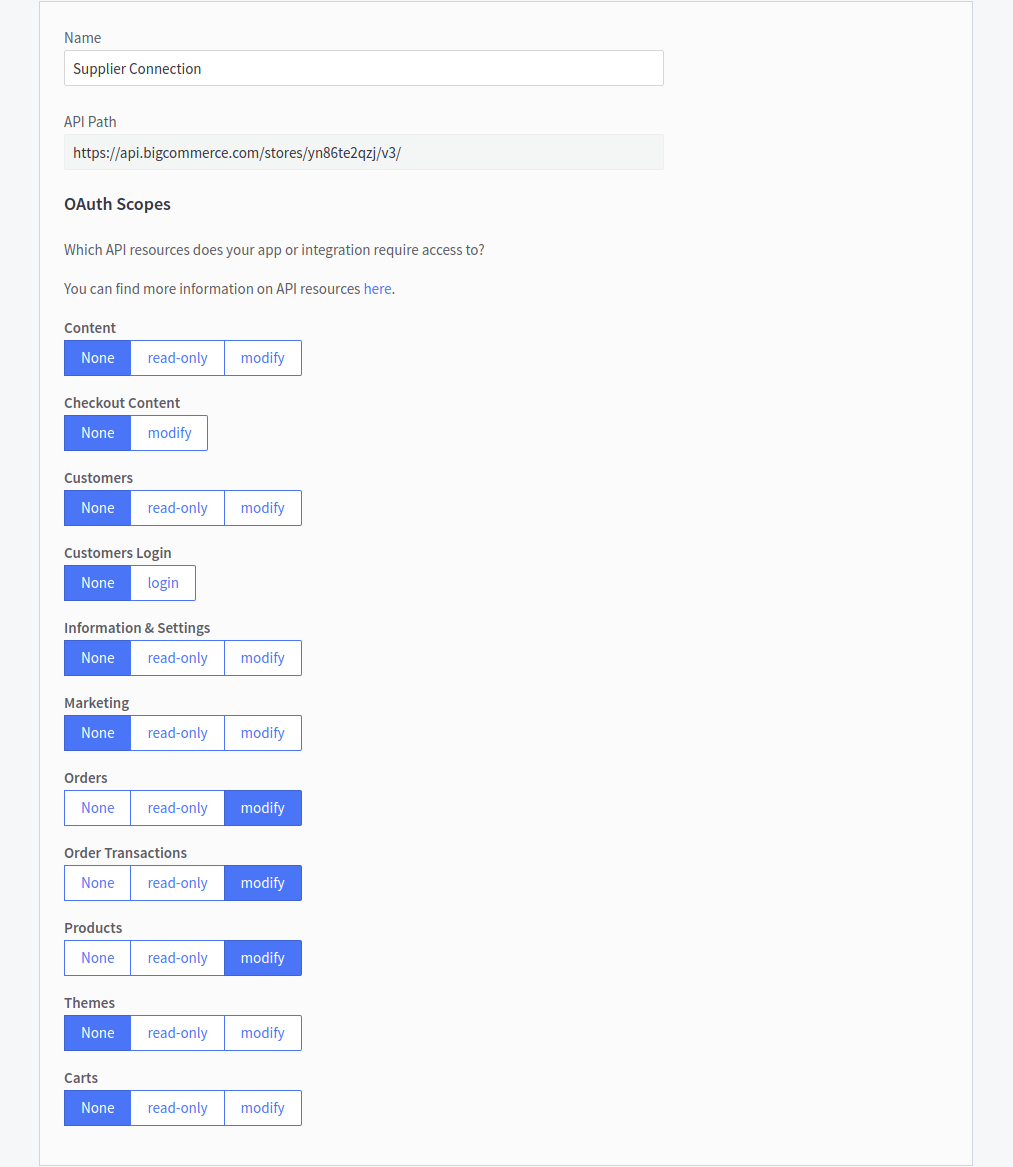 Name
Supplier Connection
API Path
https://api.bigcommerce.com/stores/yn86te2qzj/v3/
OAuth Scopes
Which API resources does your app or integration require access to?
You can find more information on API resources here.
Content
None read-only modify
Checkout Content
None modify
Customers
None read-only modify
Customers Login
None login
Information & Settings
None read-only modify
Marketing
None read-only modify
Orders
None read-only modify
Order Transactions
None read-only modify
Products
None read-only modify
Themes
None read-only modify
Carts
None read-only modify